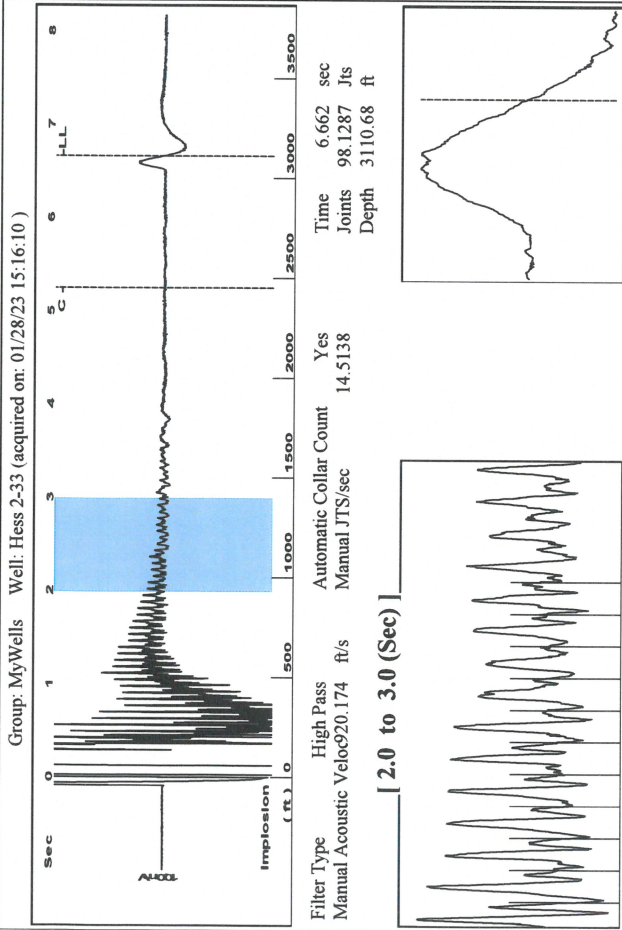 Group: MyWells Well: Hess 2-33 (acquired on: 01/28/23 15:16:10 )
Sec 0 1 2 3 4 5 6 7 8
C LL
100mV
Implosion
( ft ) 0 500 1000 1500 2000 2500 3000 3500
Filter Type High Pass Automatic Collar Count Yes Time 6.662 sec
Manual Acoustic Veloc920.174 ft/s Manual JTS/sec 14.5138 Joints 98.1287 Jts
Depth 3110.68 ft
[ 2.0 to 3.0 (Sec) ]